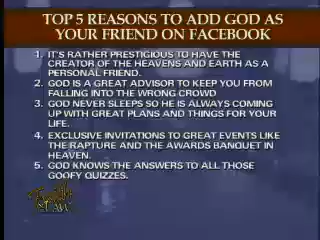 TOP 5 REASONS TO ADD GOD AS
YOUR FRIEND ON FACEBOOK
1. IT'S RATHER PRESTIGIOUS TO HAVE THE
CREATOR OF THE HEAVENS AND EARTH AS A
PERSONAL FRIEND.
2. GOD IS A GREAT ADVISOR TO KEEP YOU FROM
FALLING INTO THE WRONG CROWD
3. GOD NEVER SLEEPS SO HE IS ALWAYS COMING
UP WITH GREAT PLANS AND THINGS FOR YOUR
LIFE.
4. EXCLUSIVE INVITATIONS TO GREAT EVENTS LIKE
THE RAPTURE AND THE AWARDS BANQUET IN
HEAVEN.
5. GOD KNOWS THE ANSWERS TO ALL THOSE
GOOFY QUIZZES.
LAW